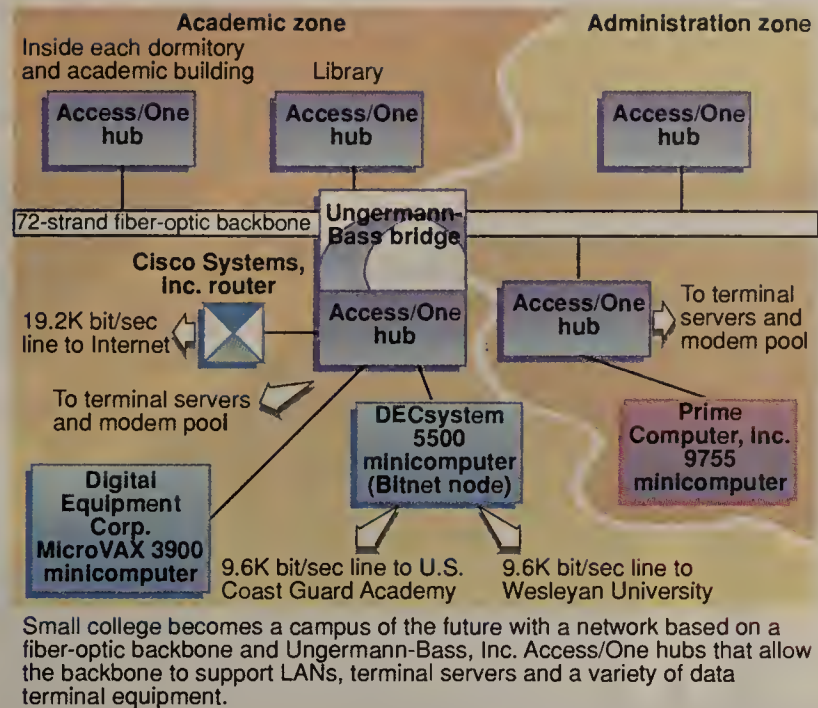 Academic zone
Administration zone
Inside each dormitory
and academic building
Library
Access/One
hub
Access/One
hub
Access/One
hub
72-strand fiber-optic backbone
Ungermann-
Bass bridge
Cisco Systems,
Inc. router
Access/One
hub
Access/One
hub
To terminal
servers and
modem pool
19.2K bit/sec
line to Internet
To terminal servers
and modem pool
DECsystem
5500
minicomputer
(Bitnet node)
Prime
Computer, Inc.
9755
minicomputer
Digital
Equipment
Corp.
MicroVAX 3900
minicomputer
9.6K bit/sec line to U.S.
Coast Guard Academy
9.6K bit/sec line to
Wesleyan University
Small college becomes a campus of the future with a network based on a
fiber-optic backbone and Ungermann-Bass, Inc. Access/One hubs that allow
the backbone to support LANs, terminal servers and a variety of data
terminal equipment.